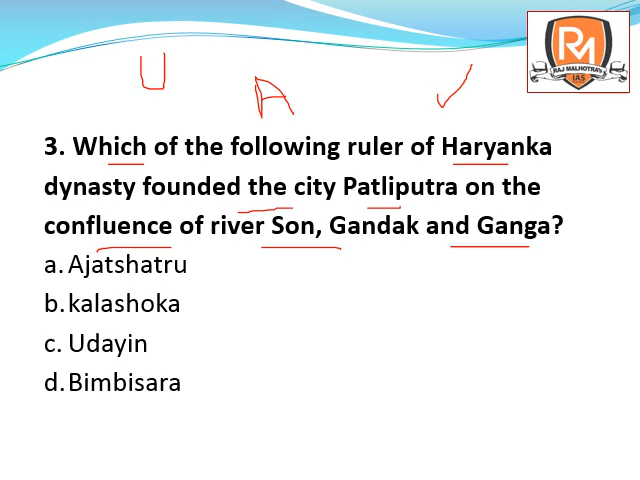 RM
RAJ MALHOTRA'S
IAS
U A ✓
3. Which of the following ruler of Haryanka
dynasty founded the city Patliputra on the
confluence of river Son, Gandak and Ganga?
a. Ajatshatru
b. kalashoka
c. Udayin
d. Bimbisara